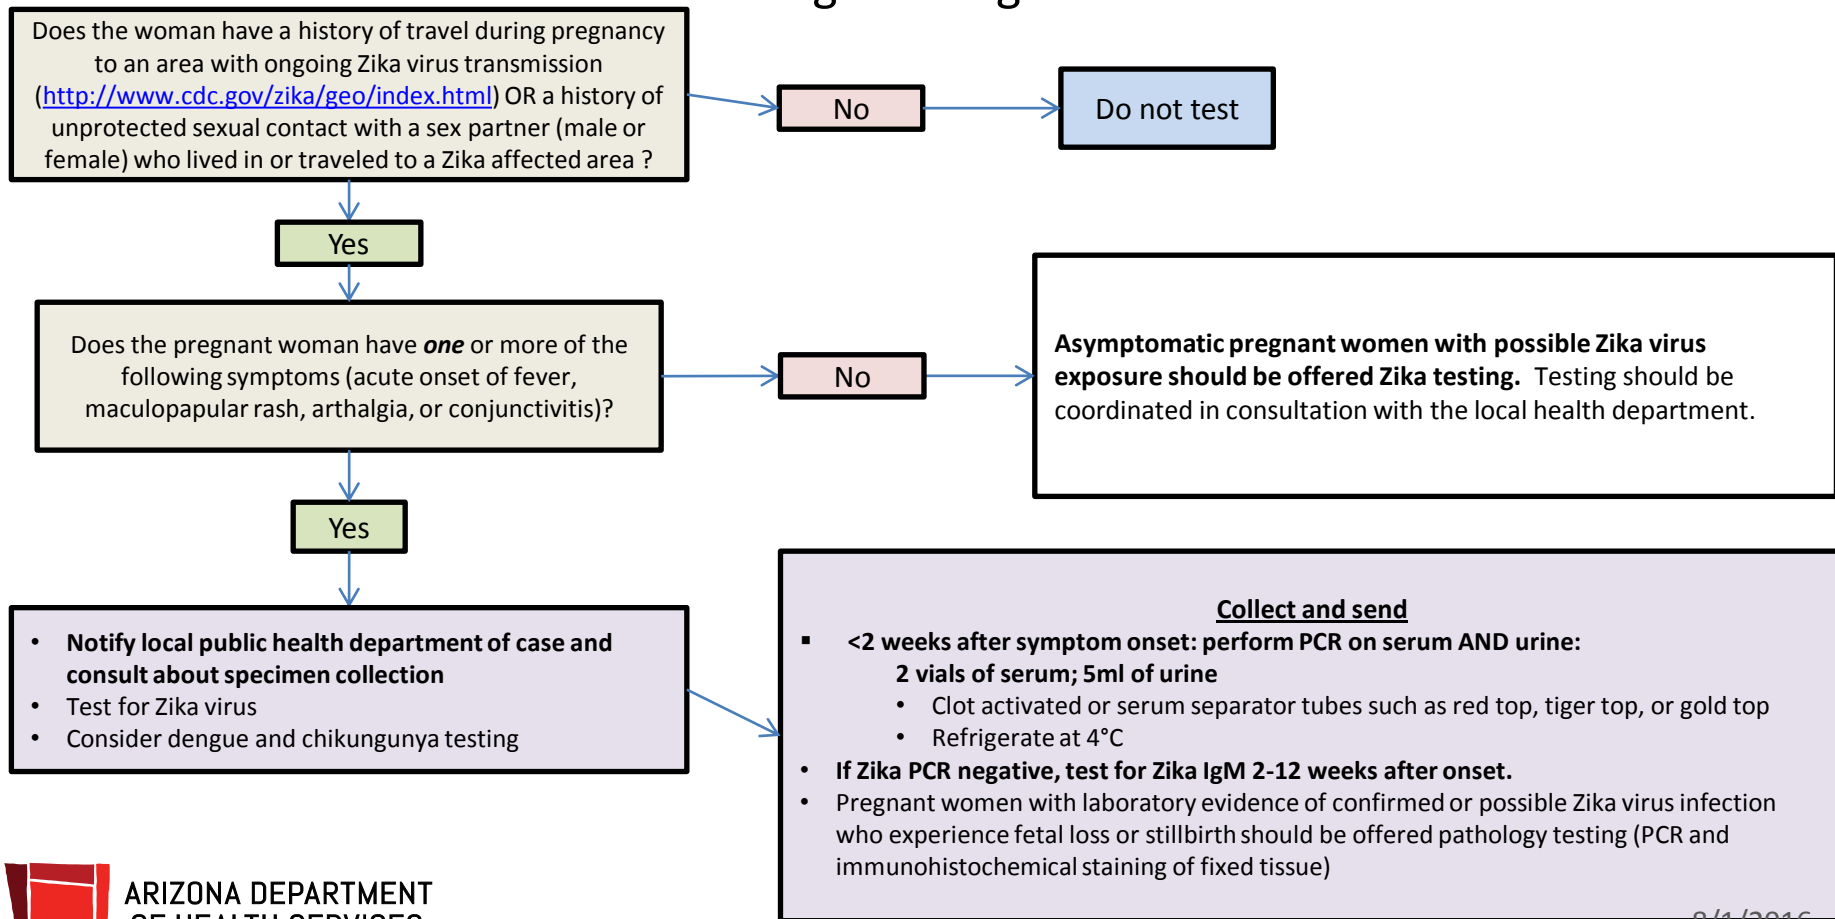 Does the woman have a history of travel during pregnancy
to an area with ongoing Zika virus transmission
(http://www.cdc.gov/zika/geo/index.html) OR a history of
unprotected sexual contact with a sex partner (male or
female) who lived in or traveled to a Zika affected area ?
No
Do not test
Yes
Does the pregnant woman have one or more of the
following symptoms (acute onset of fever,
maculopapular rash, arthalgia, or conjunctivitis)?
No
Asymptomatic pregnant women with possible Zika virus
exposure should be offered Zika testing. Testing should be
coordinated in consultation with the local health department.
Yes
• Notify local public health department of case and
consult about specimen collection
• Test for Zika virus
• Consider dengue and chikungunya testing
Collect and send
▪ <2 weeks after symptom onset: perform PCR on serum AND urine:
2 vials of serum; 5ml of urine
• Clot activated or serum separator tubes such as red top, tiger top, or gold top
• Refrigerate at 4°C
• If Zika PCR negative, test for Zika IgM 2-12 weeks after onset.
• Pregnant women with laboratory evidence of confirmed or possible Zika virus infection
who experience fetal loss or stillbirth should be offered pathology testing (PCR and
immunohistochemical staining of fixed tissue)
ARIZONA DEPARTMENT
OF HEALTH SERVICES
8/1/2016